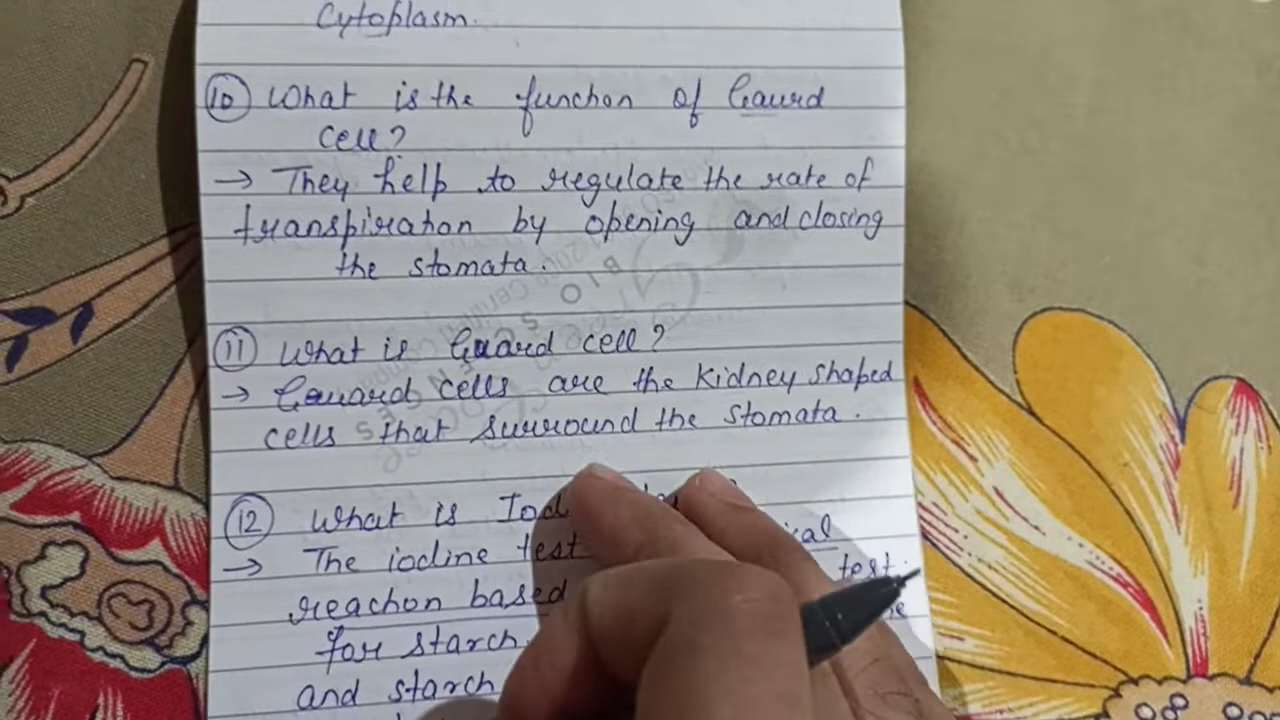 Cytoplasm.
10 What is the function of Gaurd
cell?
→ They help to regulate the rate of
transpiration by opening and closing
the stomata.
11 What is Guard cell?
→ Gauard cells are the kidney shaped
cells that surround the stomata.
12 What is
→ The iodine test
test.
reaction based
for starch
and starch